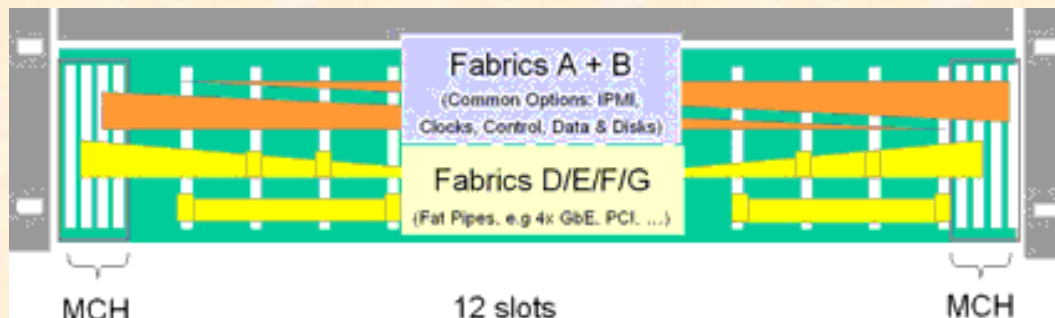 Fabrics A + B
(Common Options: IPMI,
Clocks, Control, Data & Disks)
Fabrics D/E/F/G
(Fat Pipes, e.g 4x GbE, PCI, ...)
MCH
12 slots
MCH